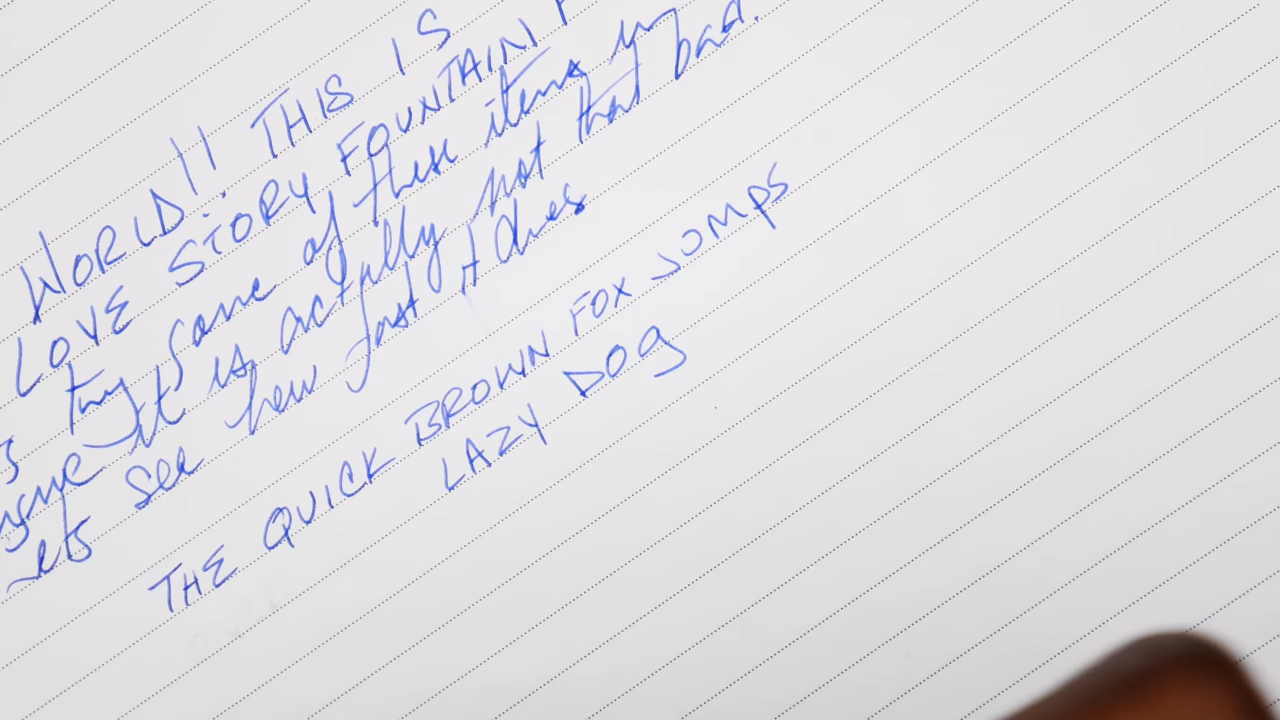 WORLD!! THIS IS
LOVE STORY FOUNTAIN
try some of these items in
it is actually not that bad.
lets see how fast it dries
THE QUICK BROWN FOX JUMPS
LAZY DOG